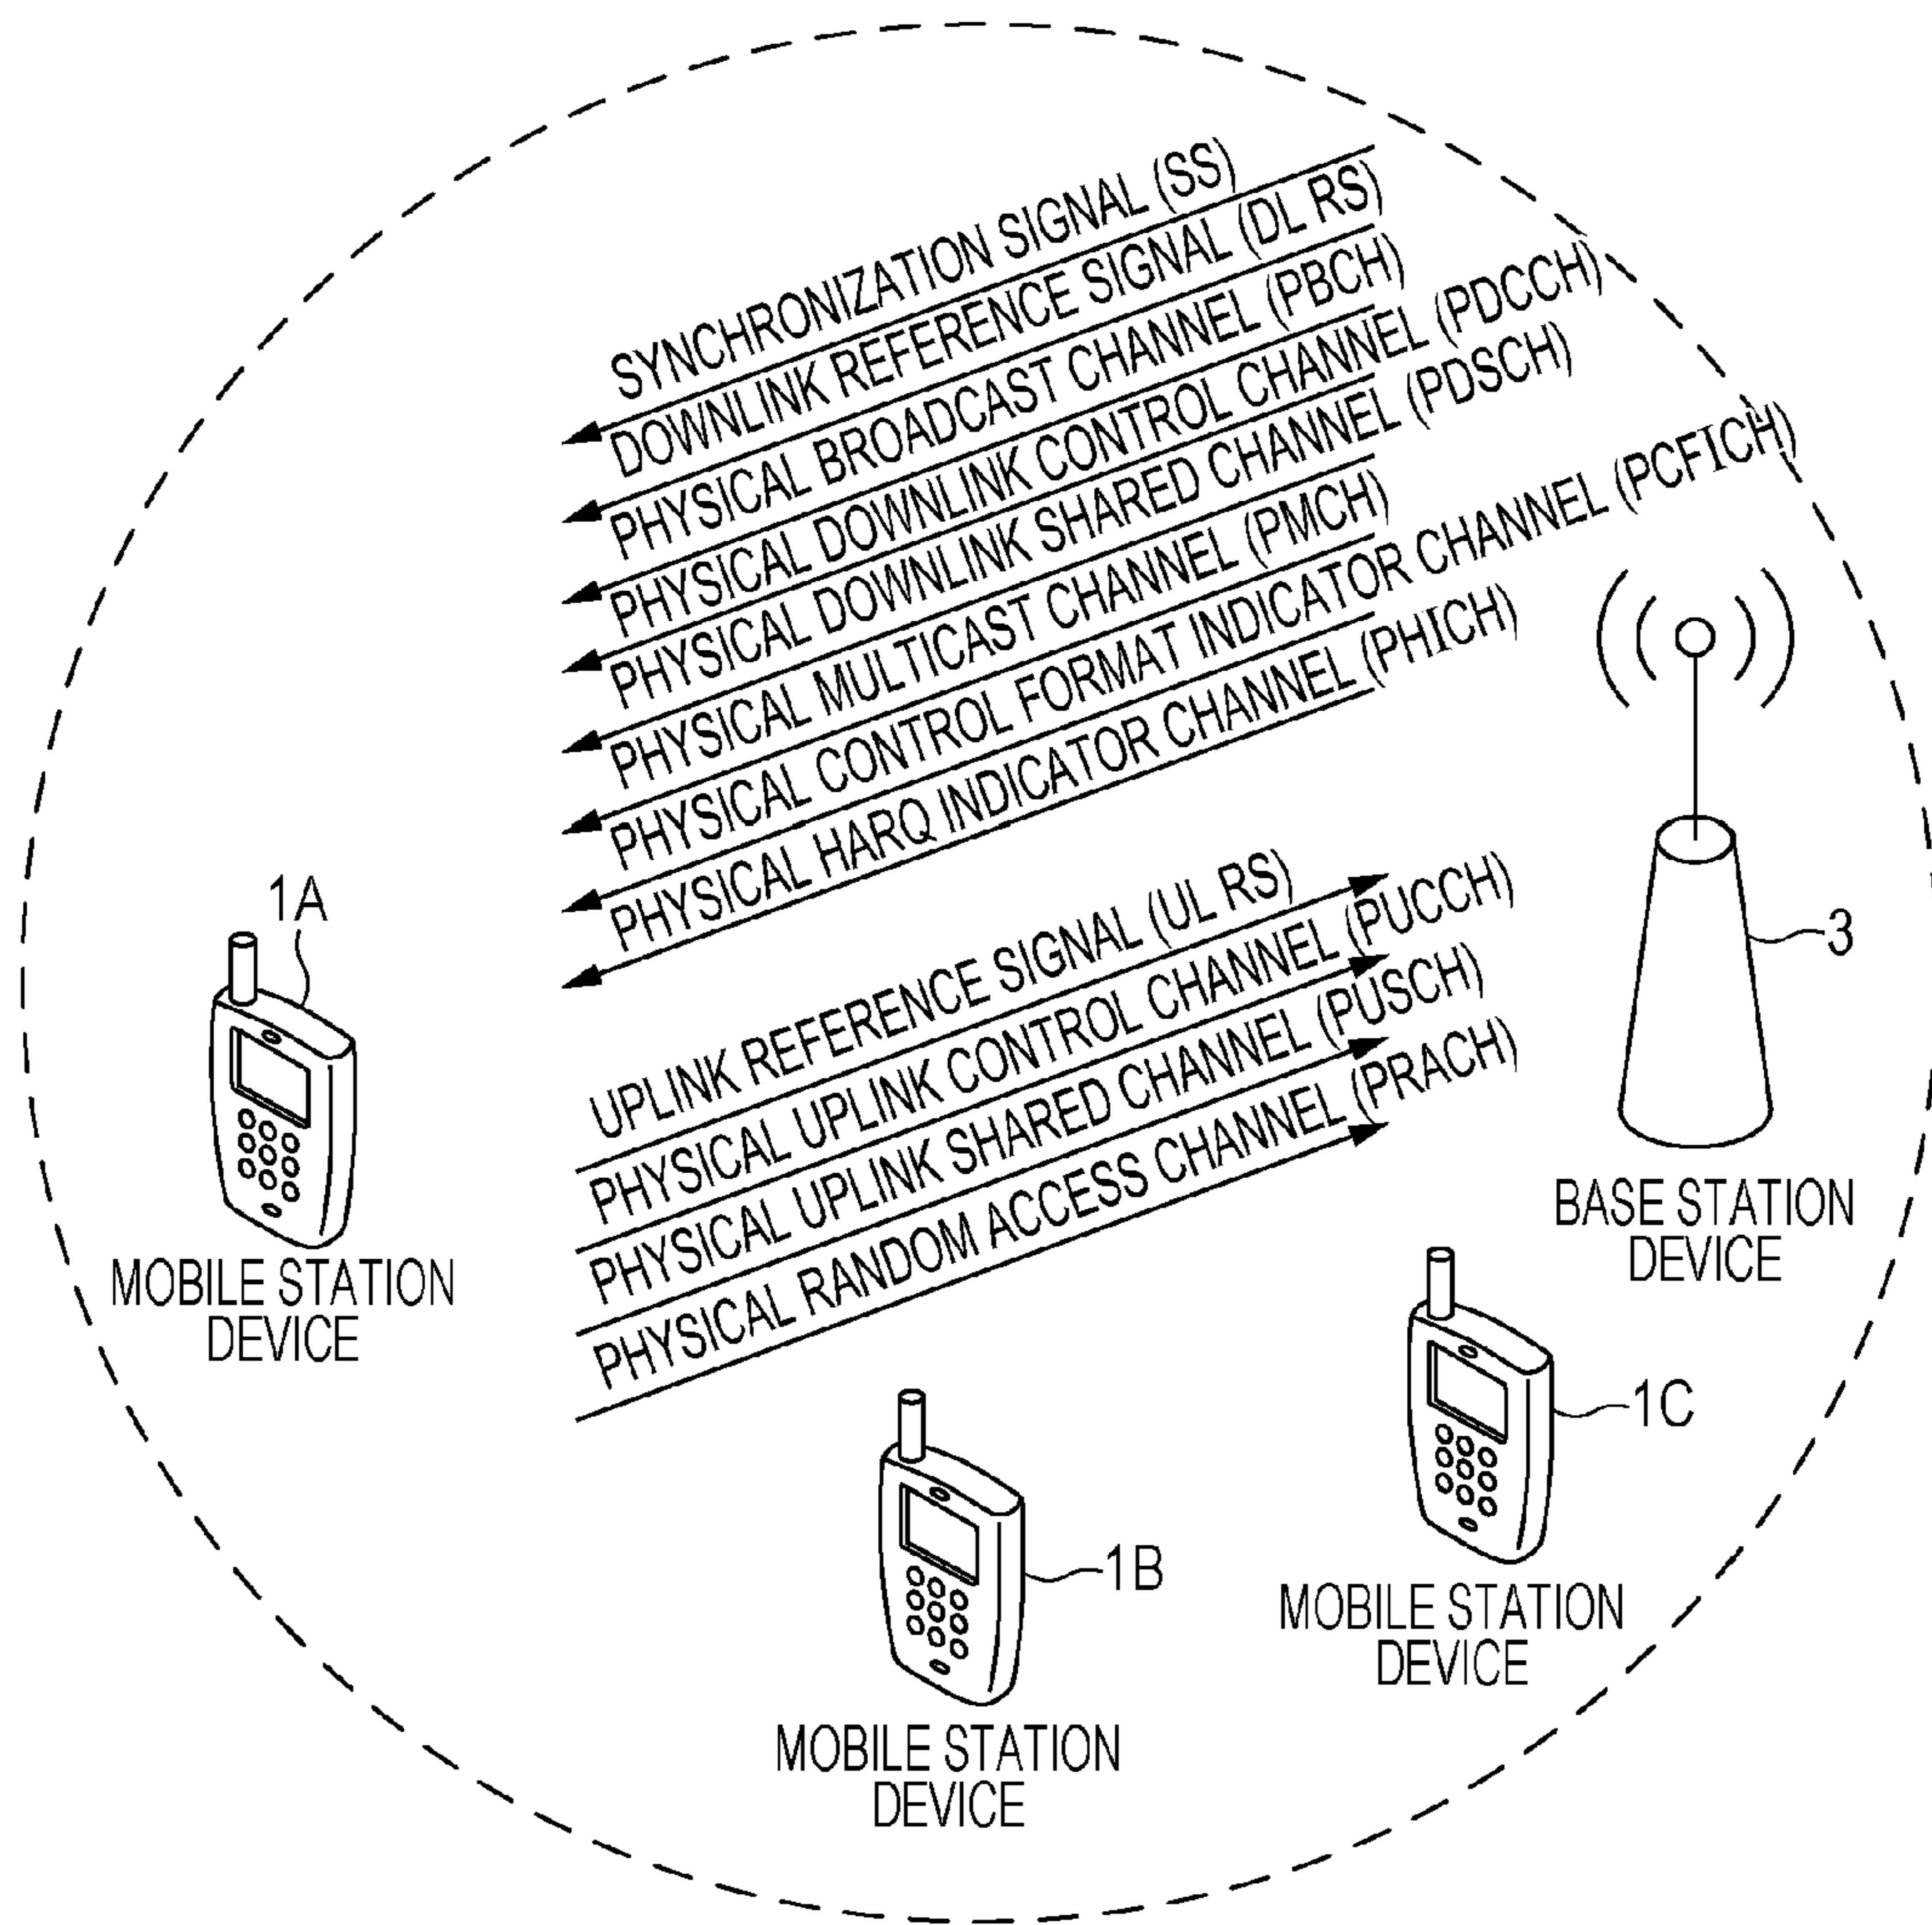 SYNCHRONIZATION SIGNAL (SS)
DOWNLINK REFERENCE SIGNAL (DL RS)
PHYSICAL BROADCAST CHANNEL (PBCH)
PHYSICAL DOWNLINK CONTROL CHANNEL (PDCCH)
PHYSICAL DOWNLINK SHARED CHANNEL (PDSCH)
PHYSICAL MULTICAST CHANNEL (PMCH)
PHYSICAL CONTROL FORMAT INDICATOR CHANNEL (PCFICH)
PHYSICAL HARQ INDICATOR CHANNEL (PHICH)
UPLINK REFERENCE SIGNAL (UL RS)
PHYSICAL UPLINK CONTROL CHANNEL (PUCCH)
PHYSICAL UPLINK SHARED CHANNEL (PUSCH)
PHYSICAL RANDOM ACCESS CHANNEL (PRACH)
1A
MOBILE STATION
DEVICE
3
BASE STATION
DEVICE
1B
MOBILE STATION
DEVICE
1C
MOBILE STATION
DEVICE